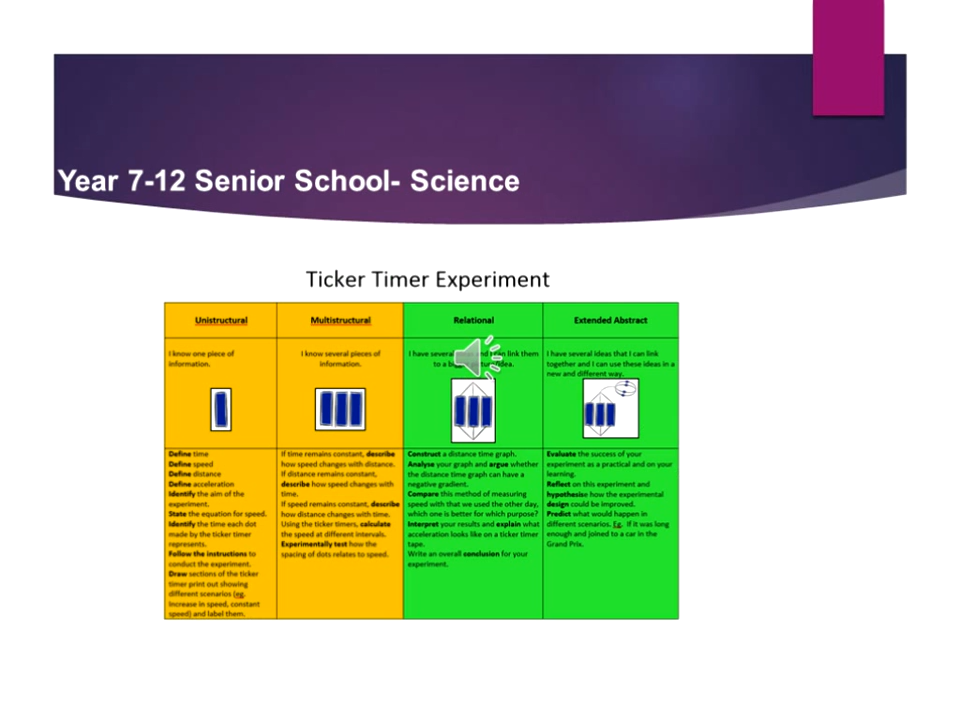 Year 7-12 Senior School- Science
Ticker Timer Experiment
Unistructural
Multistructural
Relational
Extended Abstract
I know one piece of
information.
I know several pieces of
information.
I have several and I can link them
to a idea.
I have several ideas that I can link
together and I can use these ideas in a
new and different way.
Define time
Define speed
Define distance
Define acceleration
Identify the aim of the
experiment.
State the equation for speed.
Identify the time each dot
made by the ticker timer
represents.
Follow the instructions to
conduct the experiment.
Draw sections of the ticker
timer print out showing
different scenarios (eg.
Increase in speed, constant
speed) and label them.
If time remains constant, describe
how speed changes with distance.
If distance remains constant,
describe how speed changes with
time.
If speed remains constant, describe
how distance changes with time.
Using the ticker timers, calculate
the speed at different intervals.
Experimentally test how the
spacing of dots relates to speed.
Construct a distance time graph.
Analyse your graph and argue whether
the distance time graph can have a
negative gradient.
Compare this method of measuring
speed with that we used the other day,
which one is better for which purpose?
Interpret your results and explain what
acceleration looks like on a ticker timer
tape.
Write an overall conclusion for your
experiment.
Evaluate the success of your
experiment as a practical and on your
learning.
Reflect on this experiment and
hypothesise how the experimental
design could be improved.
Predict what would happen in
different scenarios. Eg. If it was long
enough and joined to a car in the
Grand Prix.